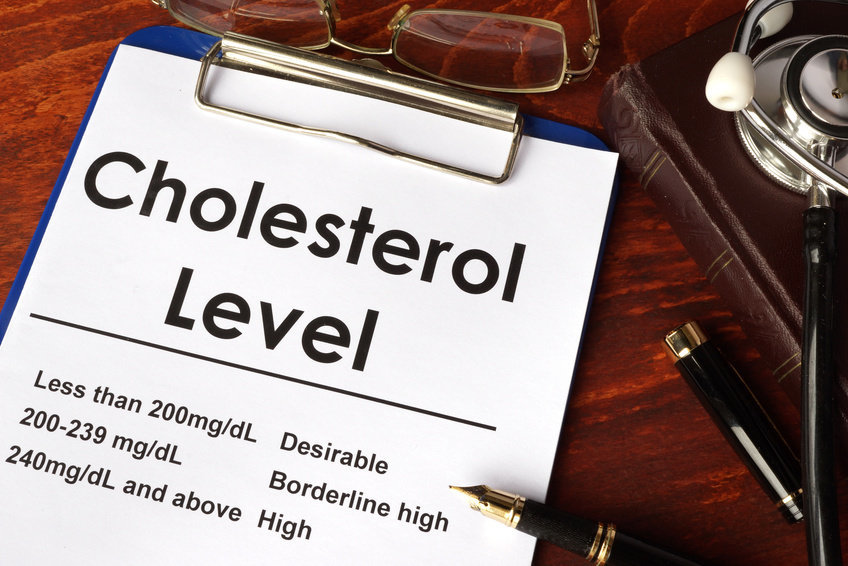 Cholesterol
Level
Less than 200mg/dL Desirable
200-239 mg/dL Borderline high
240mg/dL and above High